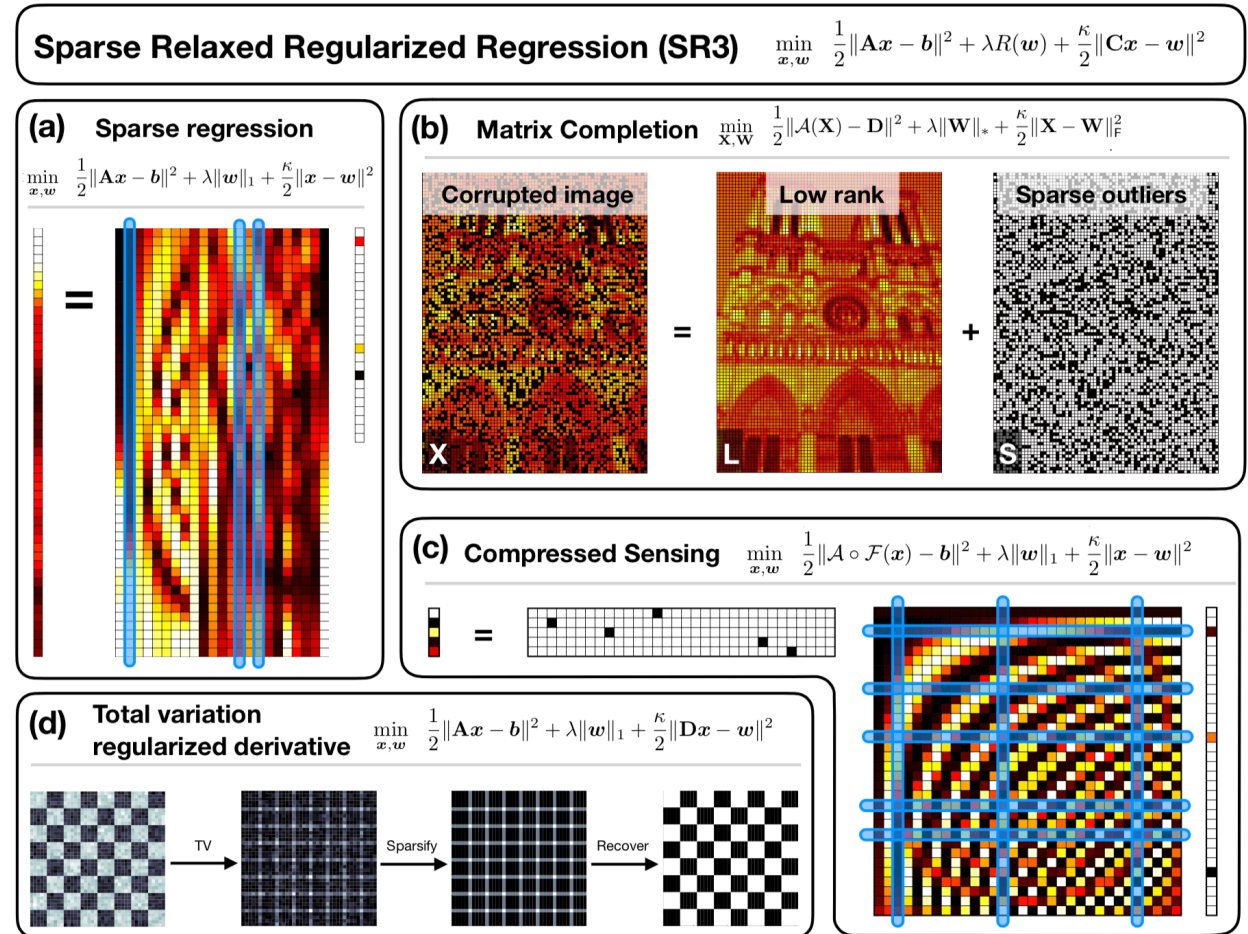 Sparse Relaxed Regularized Regression (SR3) min x,w 1/2 ‖Ax − b‖² + λR(w) + κ/2 ‖Cx − w‖²
(a) Sparse regression
min x,w 1/2 ‖Ax − b‖² + λ‖w‖₁ + κ/2 ‖x − w‖²
=
(b) Matrix Completion min X,W 1/2 ‖𝒜(X) − D‖² + λ‖W‖∗ + κ/2 ‖X − W‖²_F
Corrupted image Low rank Sparse outliers
= +
X L S
(c) Compressed Sensing min x,w 1/2 ‖𝒜 ∘ ℱ(x) − b‖² + λ‖w‖₁ + κ/2 ‖x − w‖²
=
(d) Total variation
regularized derivative min x,w 1/2 ‖Ax − b‖² + λ‖w‖₁ + κ/2 ‖Dx − w‖²
TV Sparsify Recover